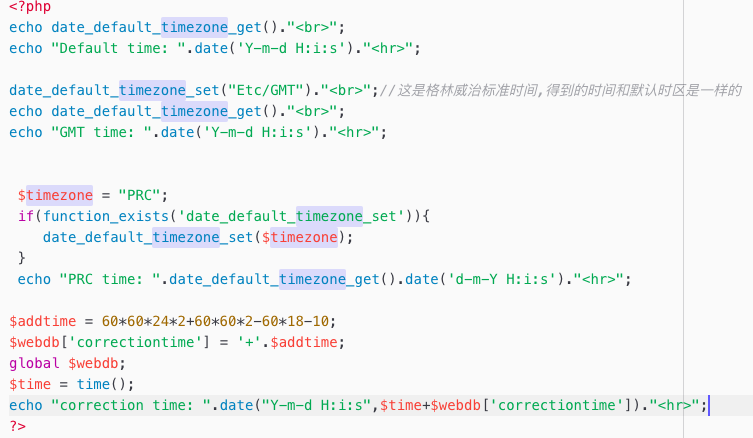 <?php
echo date_default_timezone_get()."<br>";
echo "Default time: ".date('Y-m-d H:i:s')."<hr>";
date_default_timezone_set("Etc/GMT")."<br>";//这是格林威治标准时间,得到的时间和默认时区是一样的
echo date_default_timezone_get()."<br>";
echo "GMT time: ".date('Y-m-d H:i:s')."<hr>";
$timezone = "PRC";
if(function_exists('date_default_timezone_set')){
date_default_timezone_set($timezone);
}
echo "PRC time: ".date_default_timezone_get().date('d-m-Y H:i:s')."<hr>";
$addtime = 60*60*24*2+60*60*2-60*18-10;
$webdb['correctiontime'] = '+'.$addtime;
global $webdb;
$time = time();
echo "correction time: ".date("Y-m-d H:i:s",$time+$webdb['correctiontime'])."<hr>";
?>